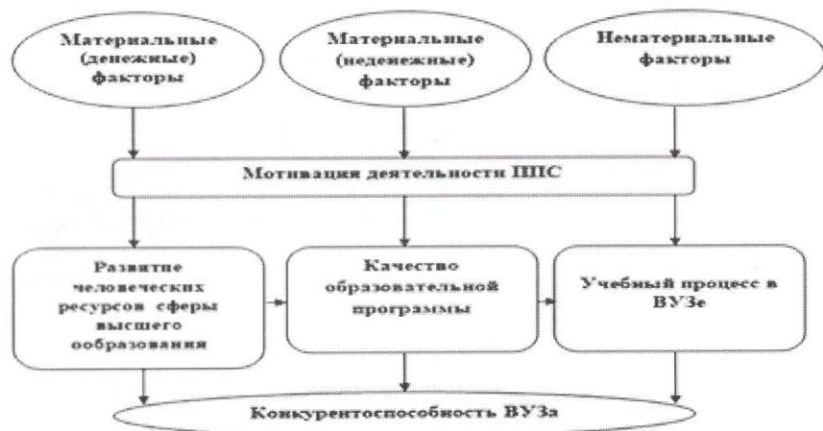 Материальные
(денежные)
факторы
Материальные
(неденежные)
факторы
Нематериальные
факторы
Мотивация деятельности ППС
Развитие
человеческих
ресурсов сферы
высшего
ообразования
Качество
образовательной
программы
Учебный процесс в
ВУЗе
Конкурентоспособность ВУЗа